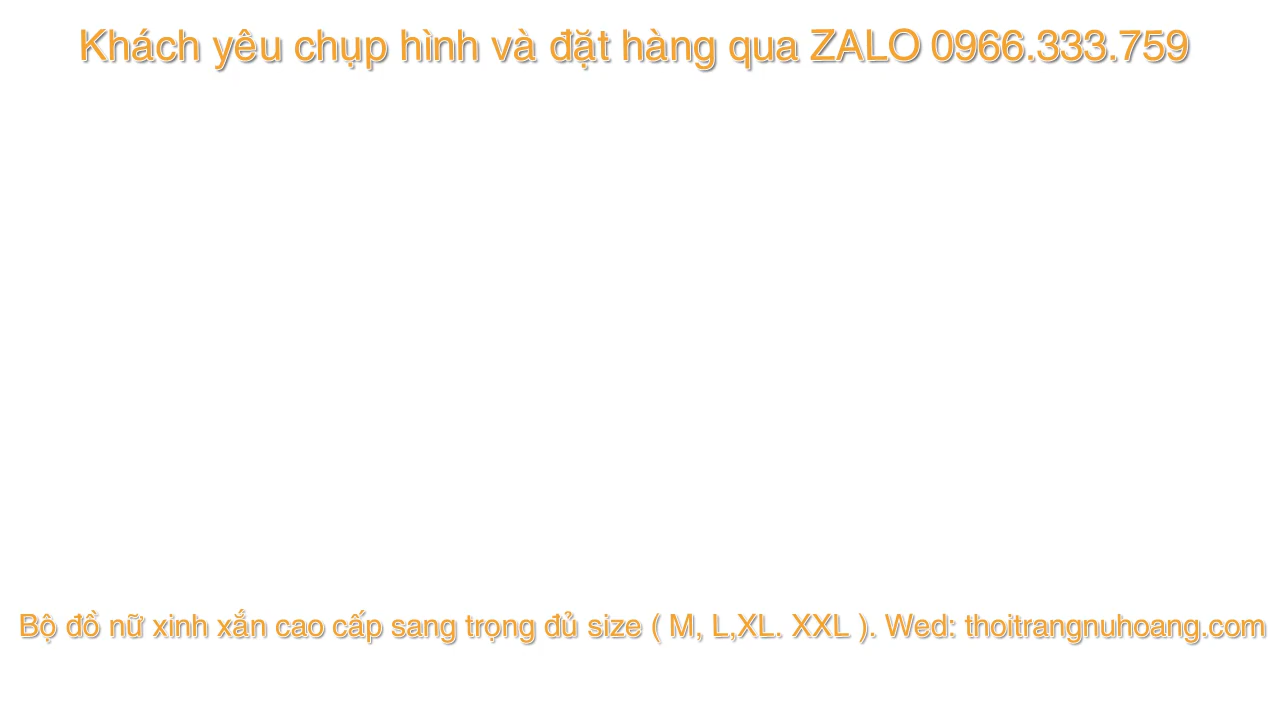 Khách yêu chụp hình và đặt hàng qua ZALO 0966.333.759
Bộ đồ nữ xinh xắn cao cấp sang trọng đủ size ( M, L,XL. XXL ). Wed: thoitrangnuhoang.com